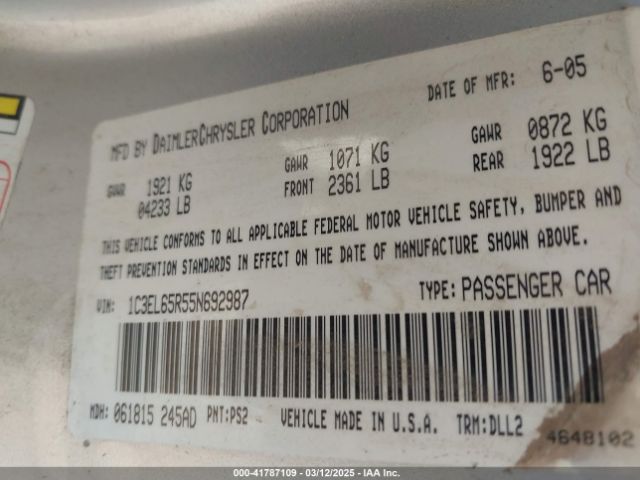 DATE OF MFR: 6-05
MFD BY DAIMLERCHRYSLER CORPORATION
GVWR 1921 KG GAWR 1071 KG GAWR 0872 KG
04233 LB FRONT 2361 LB REAR 1922 LB
THIS VEHICLE CONFORMS TO ALL APPLICABLE FEDERAL MOTOR VEHICLE SAFETY, BUMPER AND
THEFT PREVENTION STANDARDS IN EFFECT ON THE DATE OF MANUFACTURE SHOWN ABOVE.
VIN: 1C3EL65R55N692987 TYPE: PASSENGER CAR
MDH: 061815 245AD PNT:PS2 VEHICLE MADE IN U.S.A. TRM:DLL2
4648102
000-41787109 - 03/12/2025 - IAA Inc.